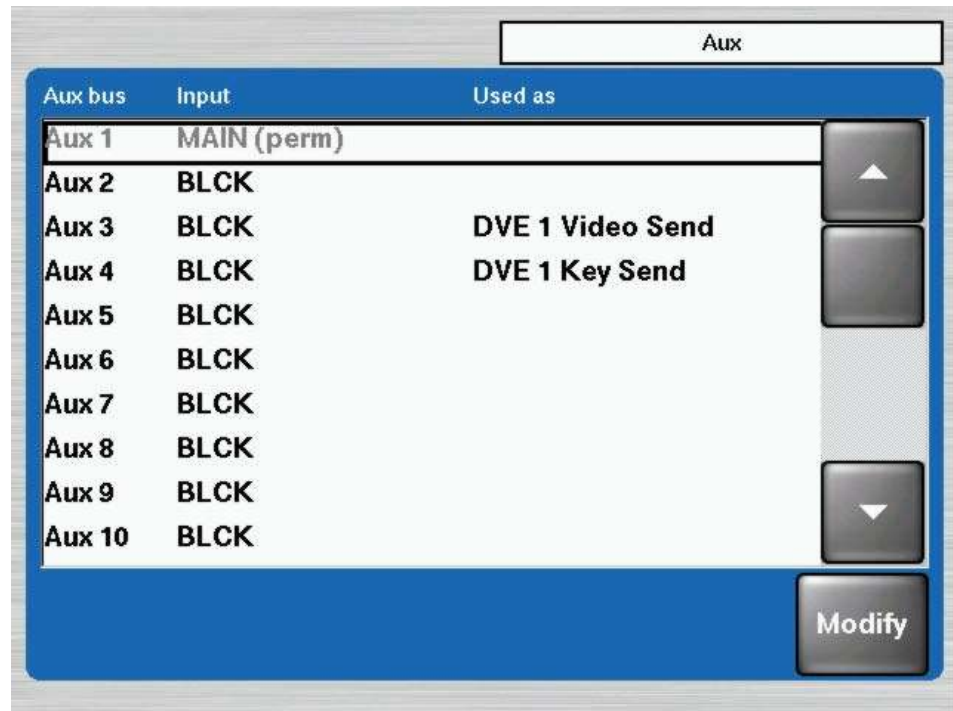 Aux
Aux bus Input Used as
Aux 1 MAIN (perm)
Aux 2 BLCK
Aux 3 BLCK DVE 1 Video Send
Aux 4 BLCK DVE 1 Key Send
Aux 5 BLCK
Aux 6 BLCK
Aux 7 BLCK
Aux 8 BLCK
Aux 9 BLCK
Aux 10 BLCK
Modify